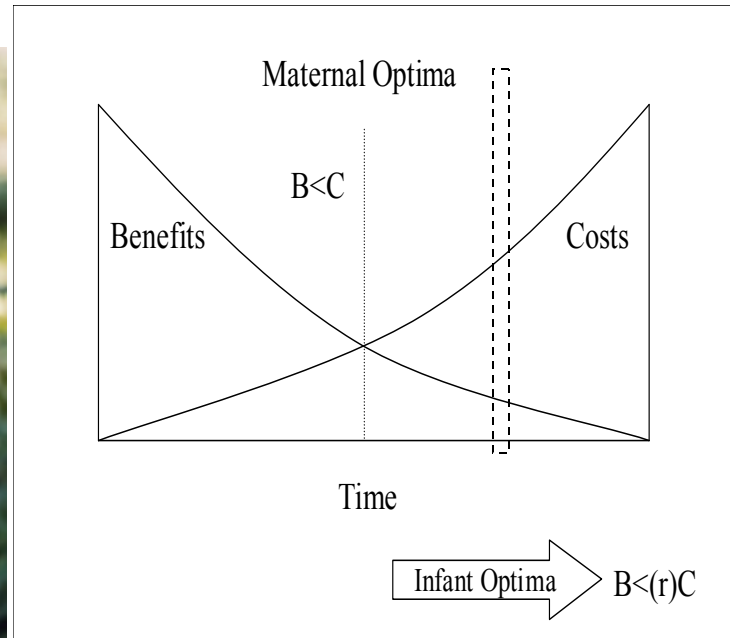 Maternal Optima
B<C
Benefits
Costs
Time
Infant Optima
B<(r)C